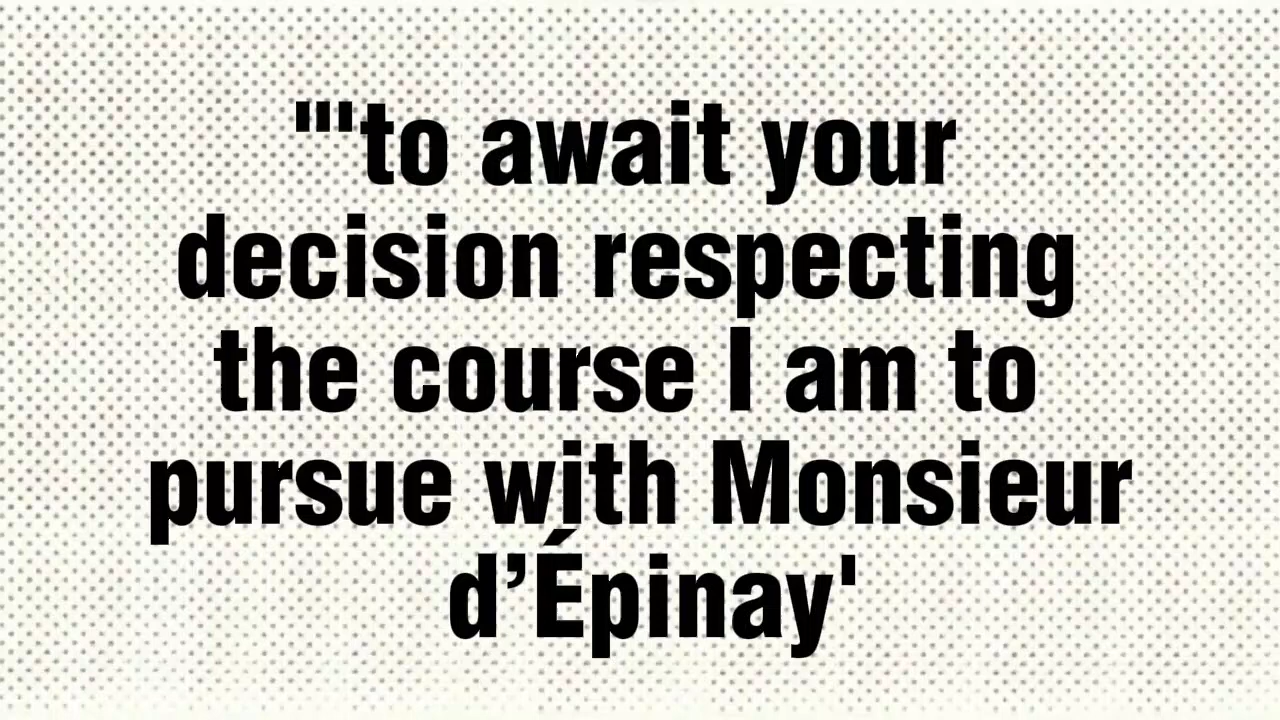 "'to await your
decision respecting
the course I am to
pursue with Monsieur
d’Épinay'